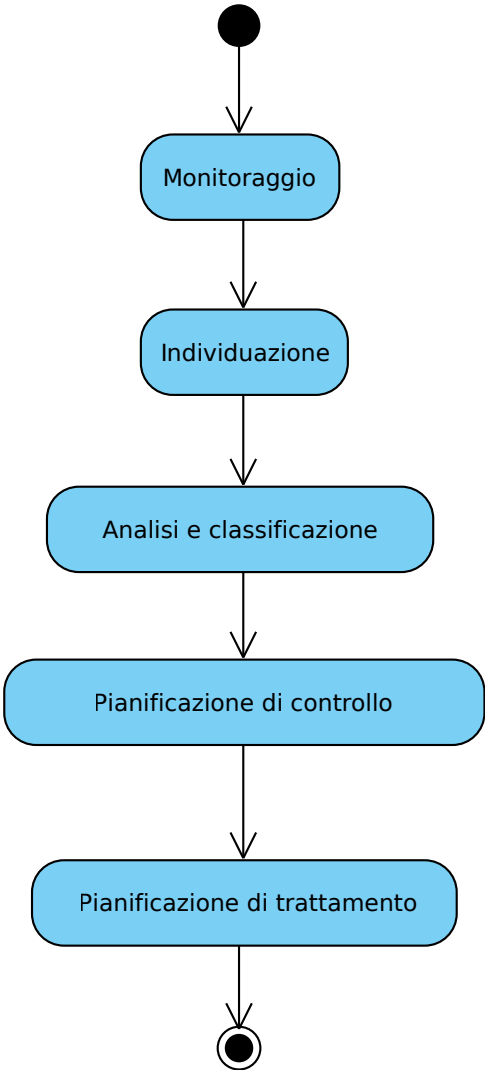 Monitoraggio
Individuazione
Analisi e classificazione
Pianificazione di controllo
Pianificazione di trattamento